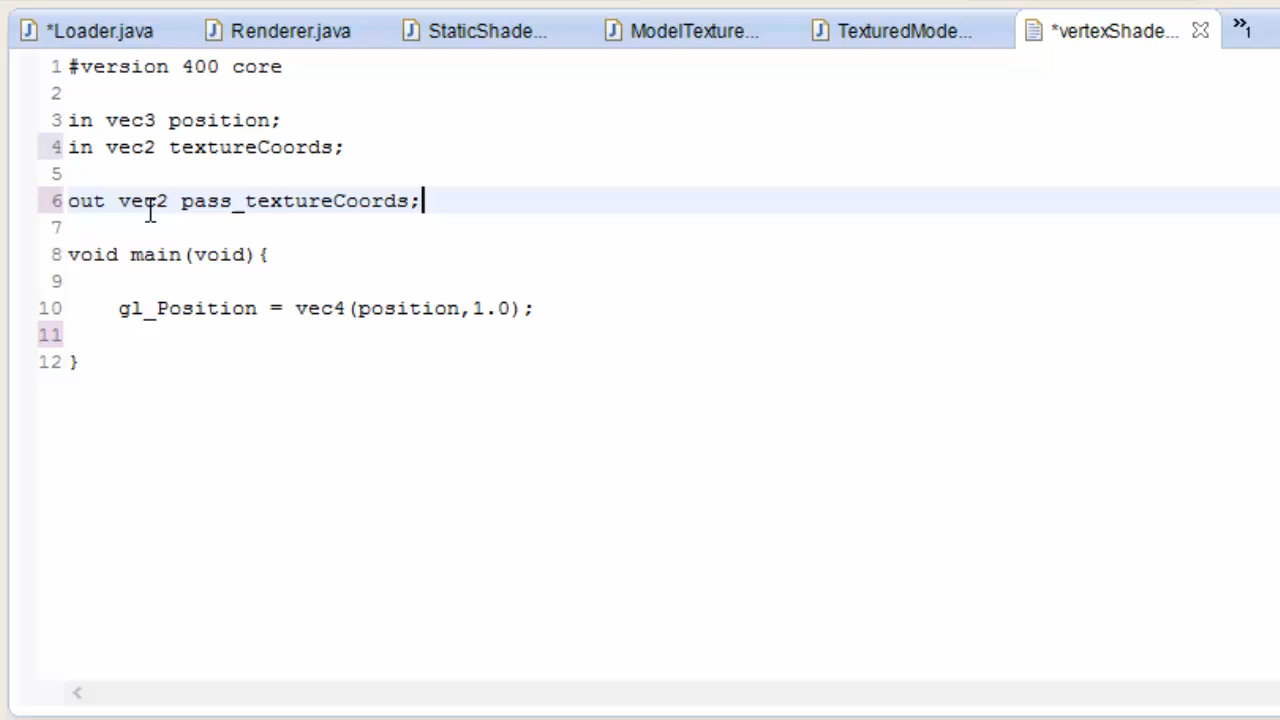 *Loader.java Renderer.java StaticShade... ModelTexture... TexturedMode... *vertexShade... »1
1 #version 400 core
2
3 in vec3 position;
4 in vec2 textureCoords;
5
6 out vec2 pass_textureCoords;
7
8 void main(void){
9
10 gl_Position = vec4(position,1.0);
11
12 }